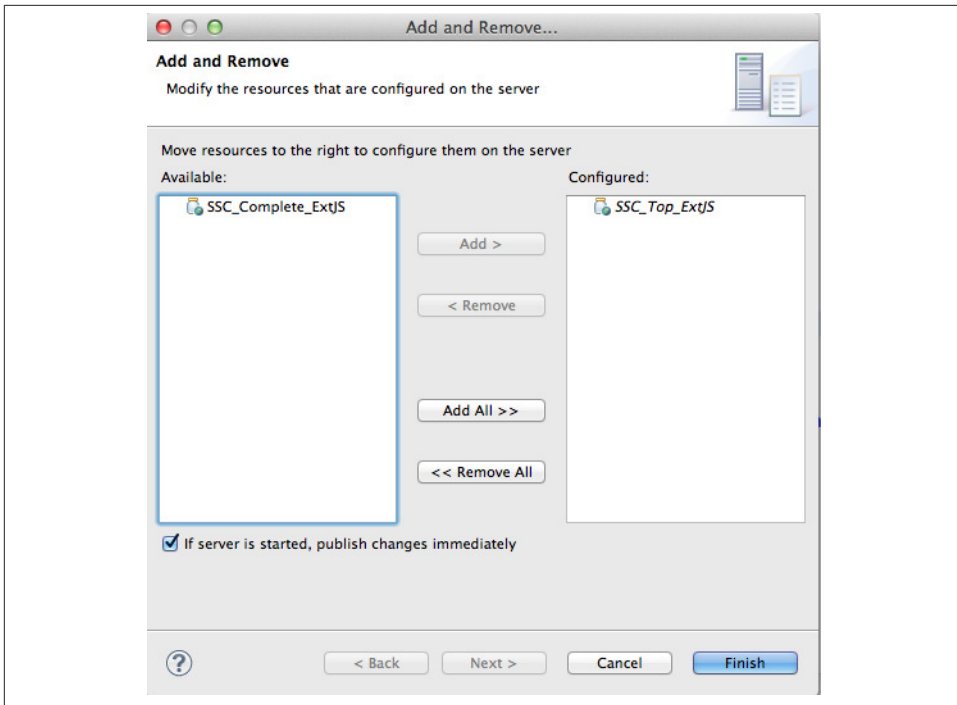 Add and Remove...
Add and Remove
Modify the resources that are configured on the server
Move resources to the right to configure them on the server
Available:
Configured:
SSC_Complete_ExtJS
SSC_Top_ExtJS
Add >
< Remove
Add All >>
<< Remove All
If server is started, publish changes immediately
?
< Back
Next >
Cancel
Finish